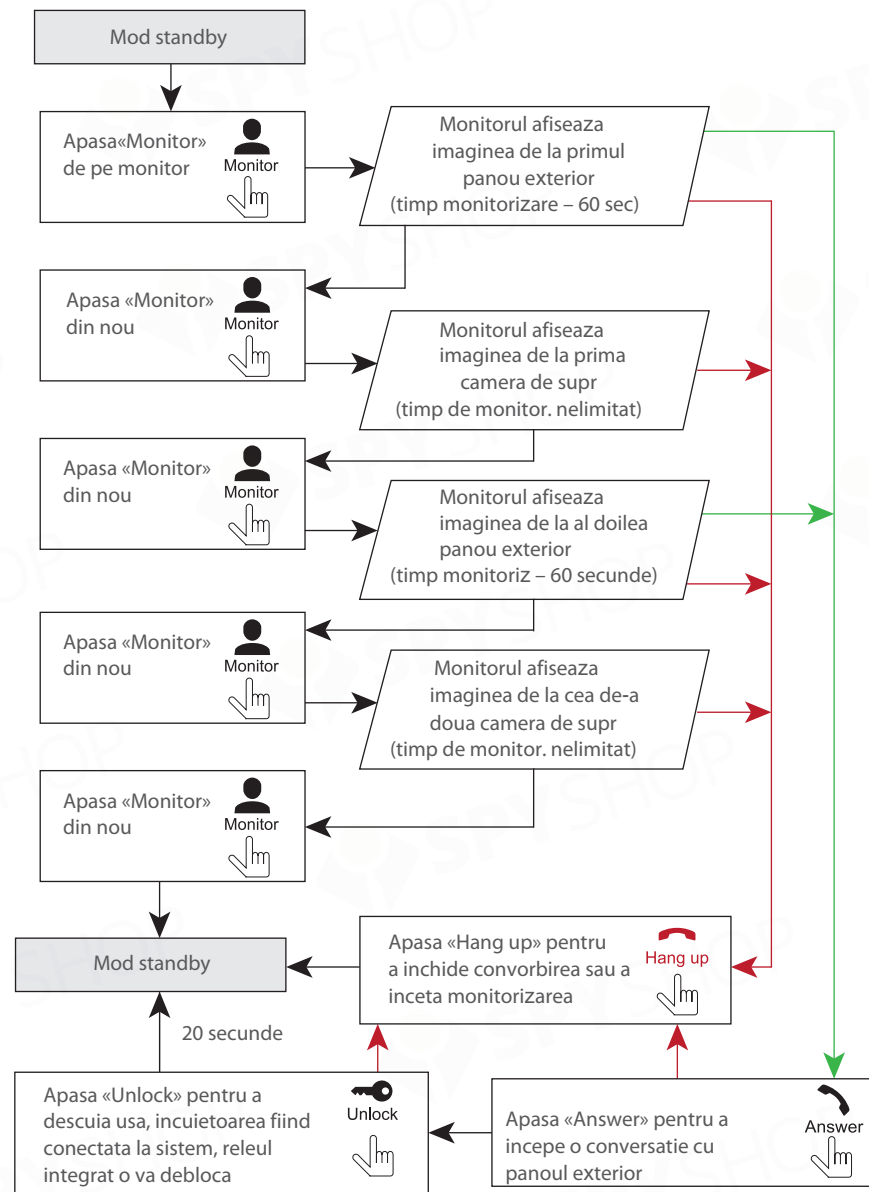 Mod standby
Apasa«Monitor»
de pe monitor
Monitor
Monitorul afiseaza
imaginea de la primul
panou exterior
(timp monitorizare – 60 sec)
Apasa «Monitor»
din nou
Monitor
Monitorul afiseaza
imaginea de la prima
camera de supr
(timp de monitor. nelimitat)
Apasa «Monitor»
din nou
Monitor
Monitorul afiseaza
imaginea de la al doilea
panou exterior
(timp monitoriz – 60 secunde)
Apasa «Monitor»
din nou
Monitor
Monitorul afiseaza
imaginea de la cea de-a
doua camera de supr
(timp de monitor. nelimitat)
Apasa «Monitor»
din nou
Monitor
Mod standby
Apasa «Hang up» pentru
a inchide convorbirea sau a
inceta monitorizarea
Hang up
20 secunde
Apasa «Unlock» pentru a
descuia usa, incuietoarea fiind
conectata la sistem, releul
integrat o va debloca
Unlock
Apasa «Answer» pentru a
incepe o conversatie cu
panoul exterior
Answer
SPY SHOP